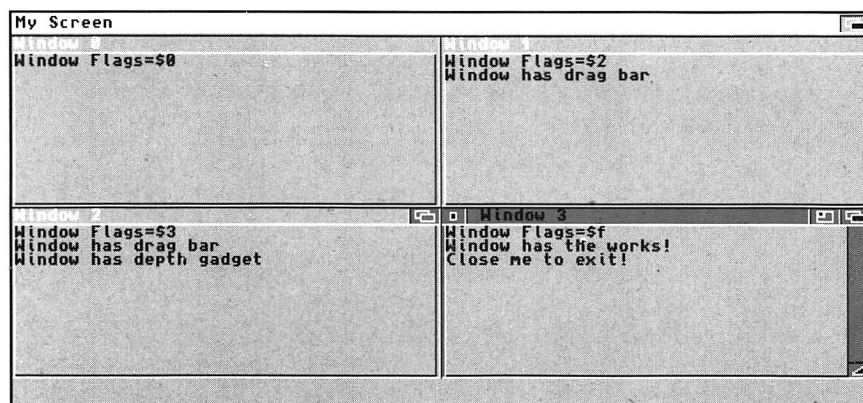 My Screen
Window 0
Window Flags=$0
Window 1
Window Flags=$2
Window has drag bar
Window 2
Window Flags=$3
Window has drag bar
Window has depth gadget
Window 3
Window Flags=$f
Window has the works!
Close me to exit!